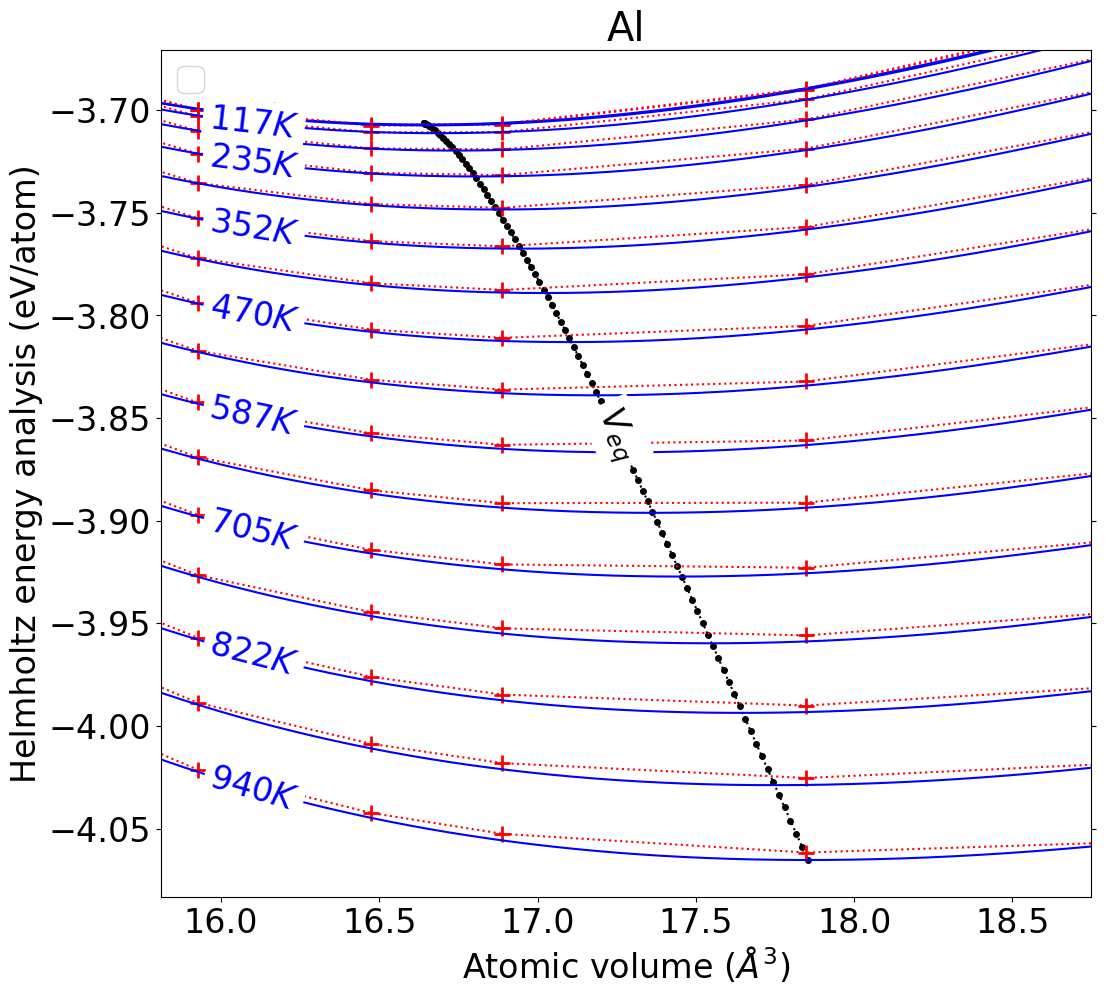 Al
Helmholtz energy analysis (eV/atom)
−3.70
−3.75
−3.80
−3.85
−3.90
−3.95
−4.00
−4.05
117K
235K
352K
470K
587K
705K
822K
940K
V eq
16.0 16.5 17.0 17.5 18.0 18.5
Atomic volume (Å³)